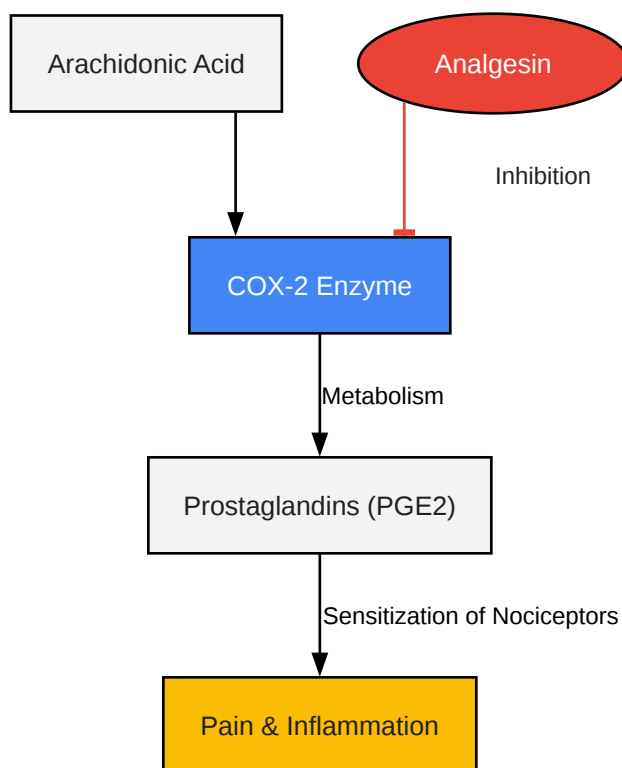 Arachidonic Acid
Analgesin
Inhibition
COX-2 Enzyme
Metabolism
Prostaglandins (PGE2)
Sensitization of Nociceptors
Pain & Inflammation